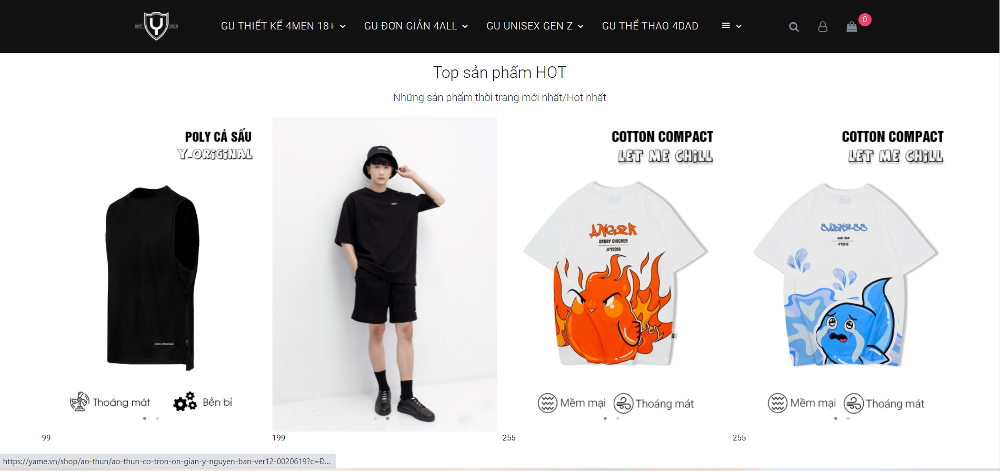 EST. Y 2010
GU THIẾT KẾ 4MEN 18+
GU ĐƠN GIẢN 4ALL
GU UNISEX GEN Z
GU THỂ THAO 4DAD
0
Top sản phẩm HOT
Những sản phẩm thời trang mới nhất/Hot nhất
POLY CÁ SẤU
Y_ORIGINAL
Thoáng mát
Bền bỉ
99
199
COTTON COMPACT
LET ME CHILL
ANGER
ANGRY CHICKEN
#Y2010
Mềm mại
Thoáng mát
255
COTTON COMPACT
LET ME CHILL
SADNESS
SAD FISH
#Y2010
Mềm mại
Thoáng mát
255
https://yame.vn/shop/ao-thun/ao-thun-co-tron-on-gian-y-nguyen-ban-ver12-0020619?c=Đ...